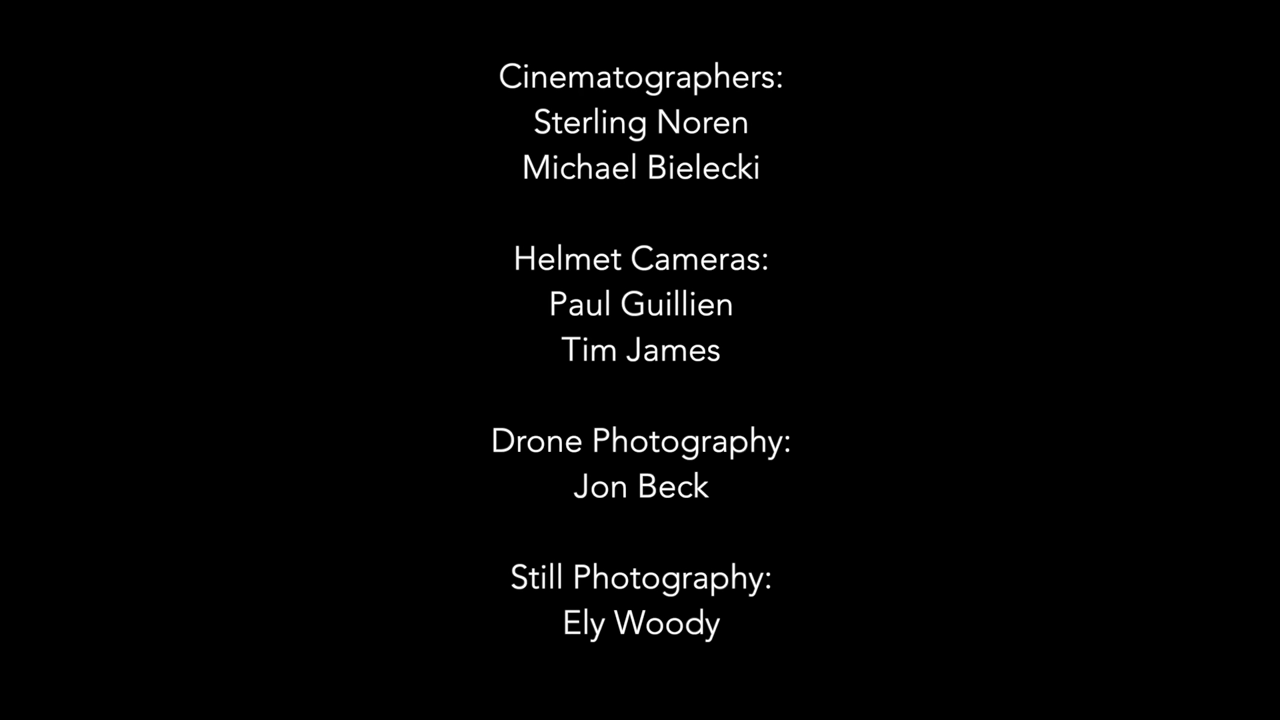 Cinematographers:
Sterling Noren
Michael Bielecki
Helmet Cameras:
Paul Guillien
Tim James
Drone Photography:
Jon Beck
Still Photography:
Ely Woody